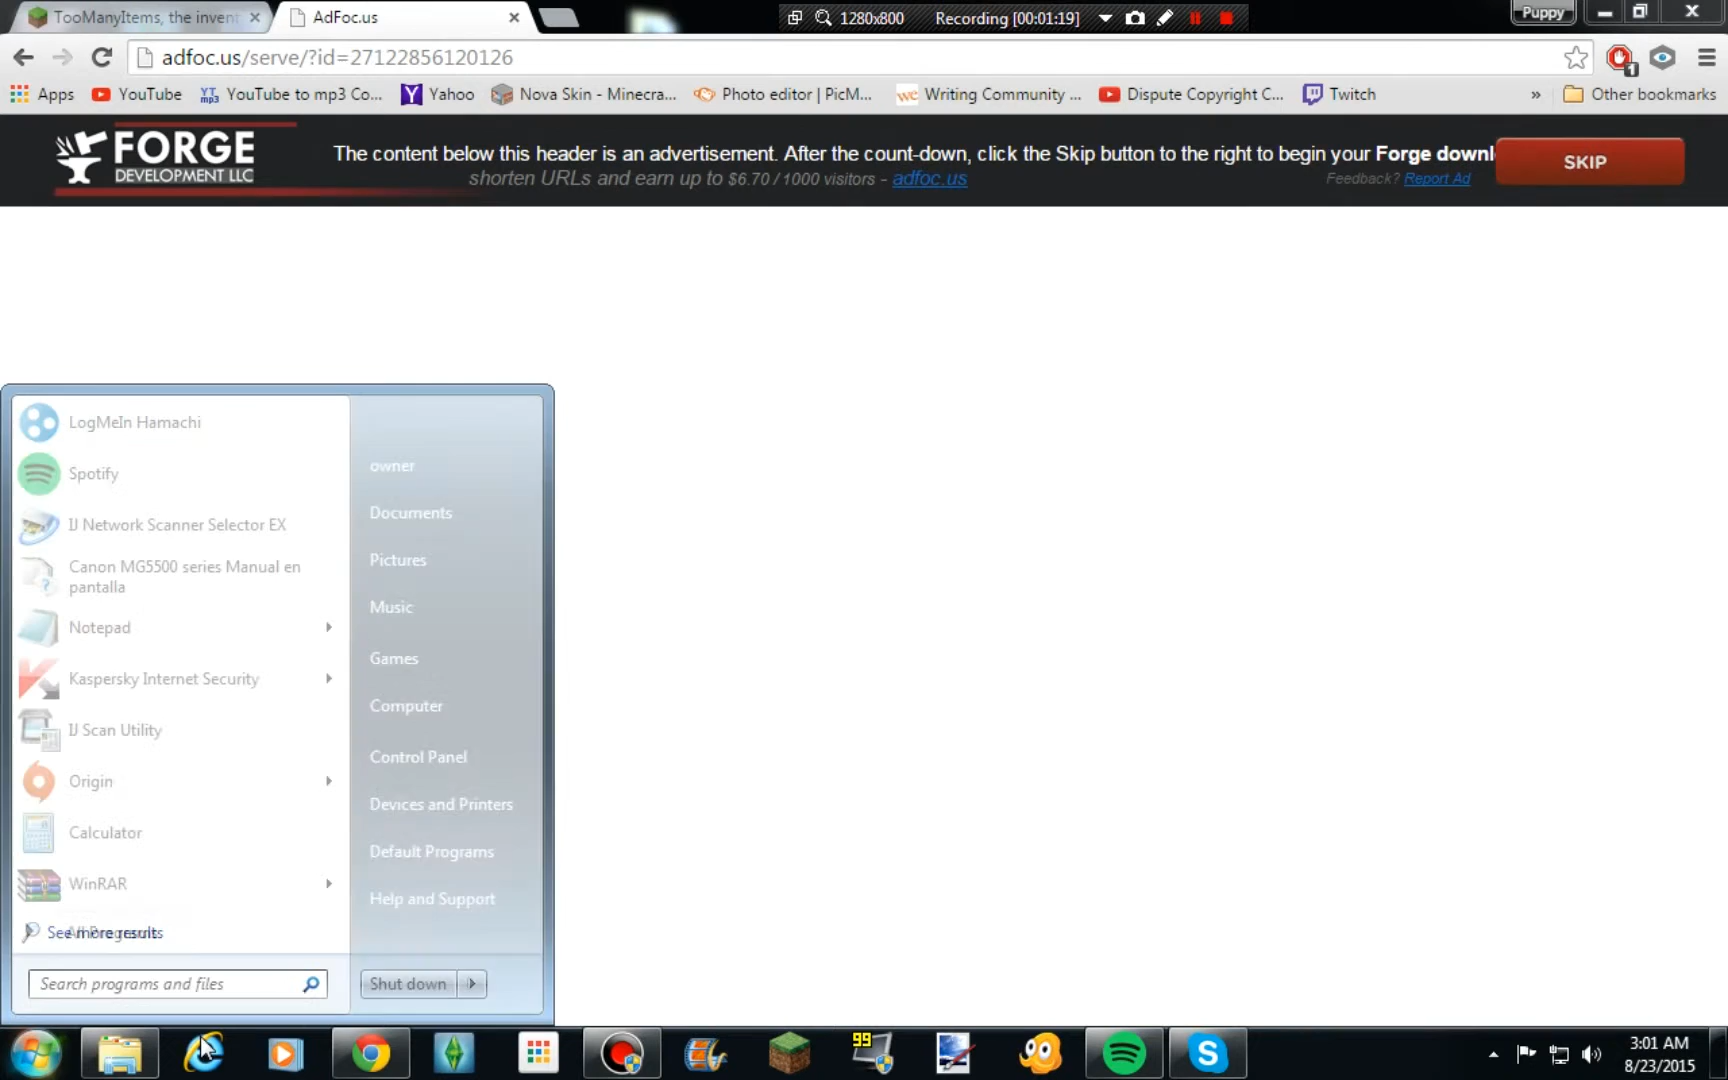 TooManyItems, the invent
AdFoc.us
1280x800
Recording [00:01:19]
Puppy
adfoc.us/serve/?id=27122856120126
1
Apps
YouTube
YouTube to mp3 Co...
Yahoo
Nova Skin - Minecra...
Photo editor | PicM...
Writing Community ...
Dispute Copyright C...
Twitch
»
Other bookmarks
FORGE
DEVELOPMENT LLC
The content below this header is an advertisement. After the count-down, click the Skip button to the right to begin your Forge downl
shorten URLs and earn up to $6.70 / 1000 visitors - adfoc.us
Feedback? Report Ad
SKIP
LogMeIn Hamachi
Spotify
IJ Network Scanner Selector EX
Canon MG5500 series Manual en
pantalla
Notepad
Kaspersky Internet Security
IJ Scan Utility
Origin
Calculator
WinRAR
See more results
Search programs and files
owner
Documents
Pictures
Music
Games
Computer
Control Panel
Devices and Printers
Default Programs
Help and Support
Shut down
99
3:01 AM
8/23/2015